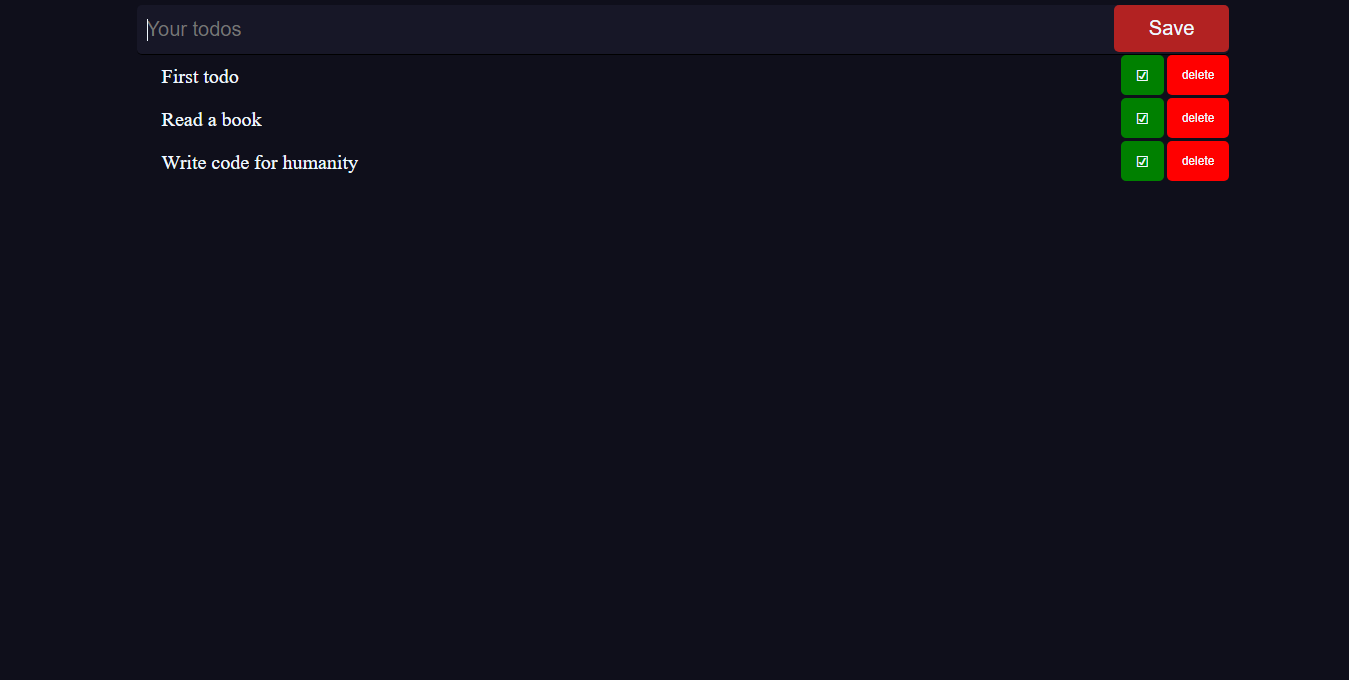 Your todos Save
First todo ☑ delete
Read a book ☑ delete
Write code for humanity ☑ delete